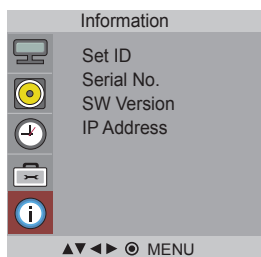 Information
Set ID
Serial No.
SW Version
IP Address
▲▼◄► ◉ MENU